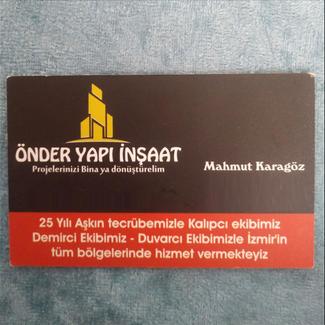 ÖNDER YAPI İNŞAAT
Projelerinizi Bina ya dönüştürelim
Mahmut Karagöz
25 Yılı Aşkın tecrübemizle Kalıpcı ekibimiz
Demirci Ekibimiz - Duvarcı Ekibimizle İzmir'in
tüm bölgelerinde hizmet vermekteyiz